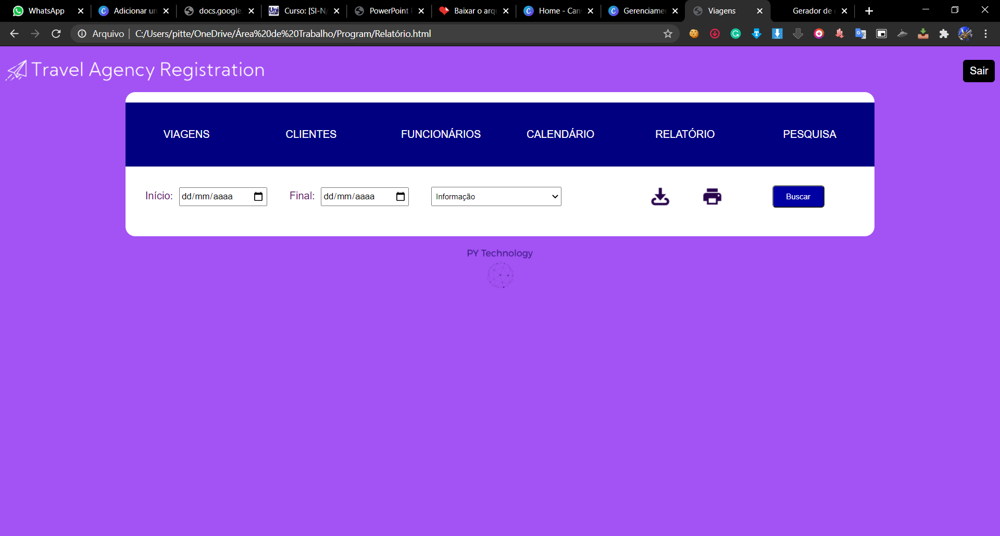 WhatsApp
Adicionar un
docs.google.
Curso: [SI-N/
PowerPoint
Baixar o arq
Home - Can
Gerenciamen
Viagens
Gerador de
Arquivo | C:/Users/pitte/OneDrive/Área%20de%20Trabalho/Program/Relatório.html
Travel Agency Registration
Sair
VIAGENS CLIENTES FUNCIONÁRIOS CALENDÁRIO RELATÓRIO PESQUISA
Início: dd/mm/aaaa Final: dd/mm/aaaa Informação Buscar
PY Technology